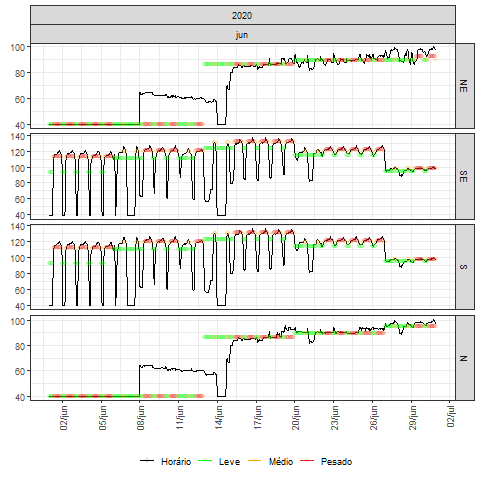 2020
jun
100
80
60
40
NE
140
120
100
80
60
40
SE
140
120
100
80
60
40
S
100
80
60
40
N
02/jun
05/jun
08/jun
11/jun
14/jun
17/jun
20/jun
23/jun
26/jun
29/jun
02/jul
Horário Leve Médio Pesado